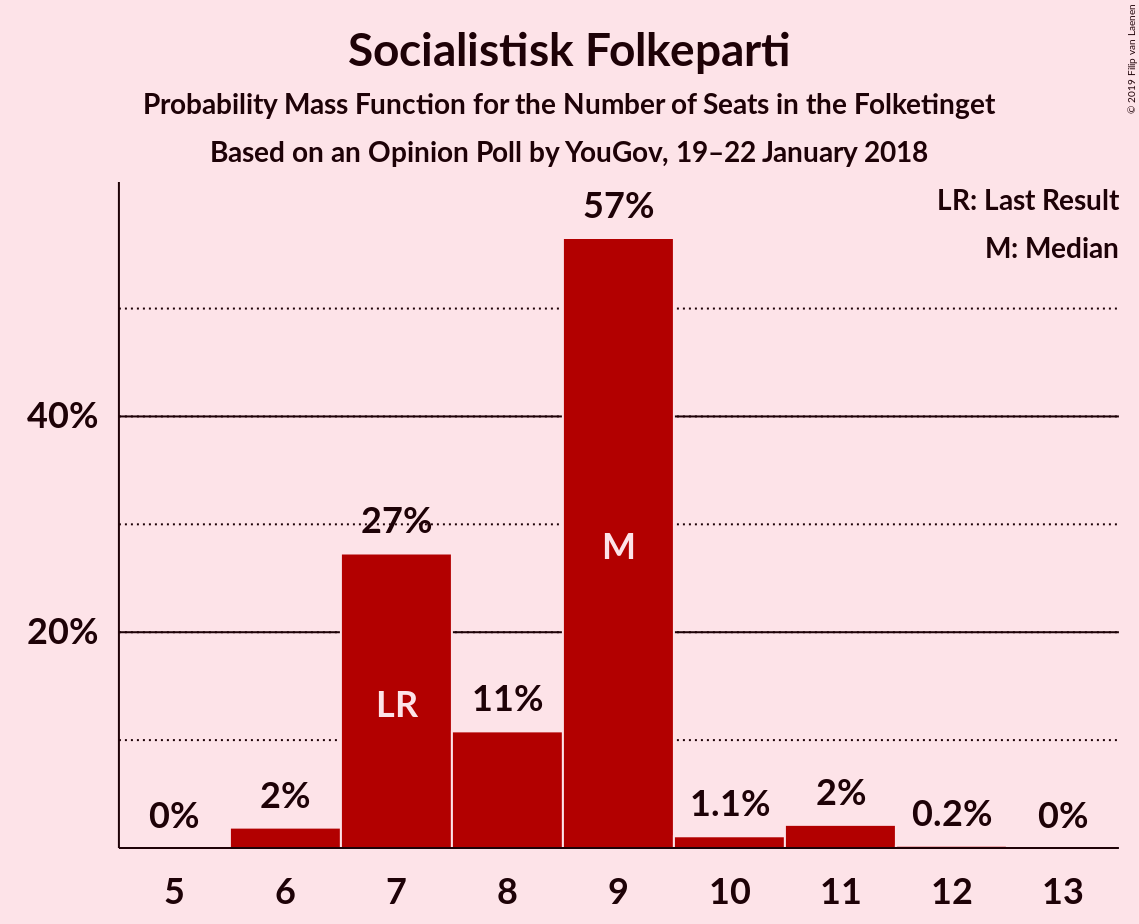 Socialistisk Folkeparti
Probability Mass Function for the Number of Seats in the Folketinget
Based on an Opinion Poll by YouGov, 19–22 January 2018
© 2019 Filip van Laenen
LR: Last Result
M: Median
57%
40%
27%
M
20%
LR
11%
0%
2%
1.1%
2%
0.2%
0%
5 6 7 8 9 10 11 12 13